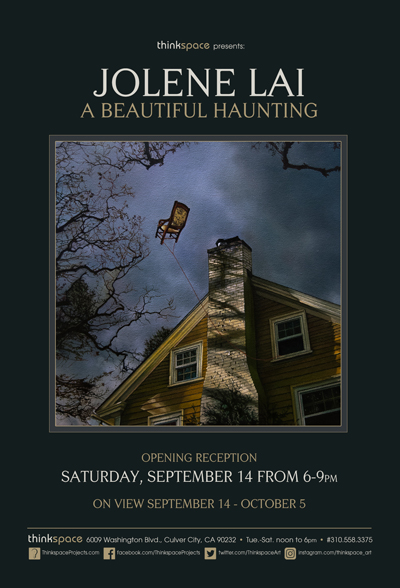 thinkspace presents:
JOLENE LAI
A BEAUTIFUL HAUNTING
OPENING RECEPTION
SATURDAY, SEPTEMBER 14 FROM 6-9PM
ON VIEW SEPTEMBER 14 - OCTOBER 5
thinkspace 6009 Washington Blvd., Culver City, CA 90232 • Tue.-Sat. noon to 6pm • #310.558.3375
ThinkspaceProjects.com facebook.com/ThinkspaceProjects twitter.com/ThinkspaceArt instagram.com/thinkspace_art